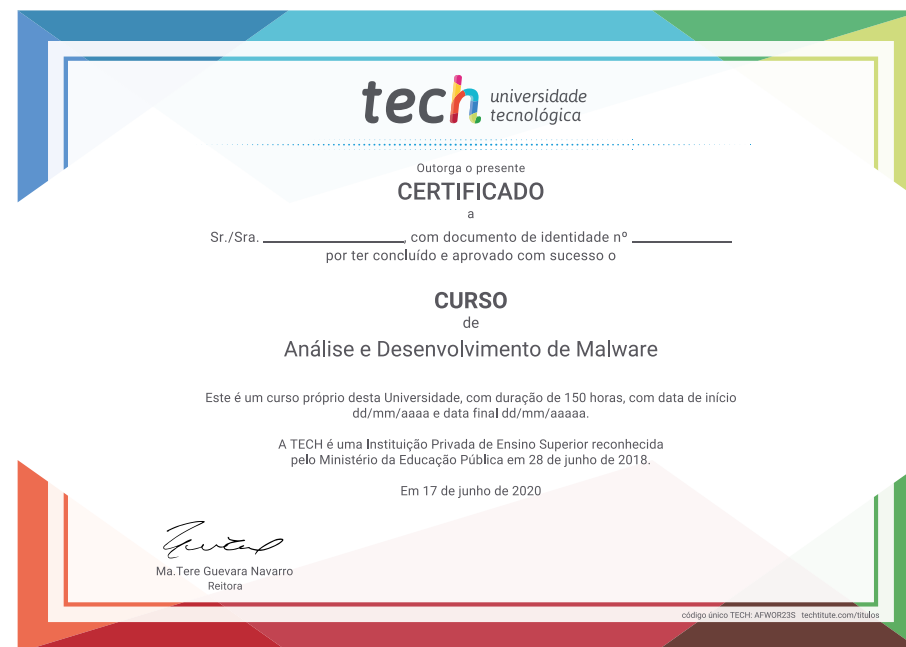 tech universidade
tecnológica
Outorga o presente
CERTIFICADO
a
Sr./Sra. ____________________, com documento de identidade nº ______________
por ter concluído e aprovado com sucesso o
CURSO
de
Análise e Desenvolvimento de Malware
Este é um curso próprio desta Universidade, com duração de 150 horas, com data de início
dd/mm/aaaa e data final dd/mm/aaaaa.
A TECH é uma Instituição Privada de Ensino Superior reconhecida
pelo Ministério da Educação Pública em 28 de junho de 2018.
Em 17 de junho de 2020
Ma.Tere Guevara Navarro
Reitora
código único TECH: AFWOR23S techtitute.com/titulos